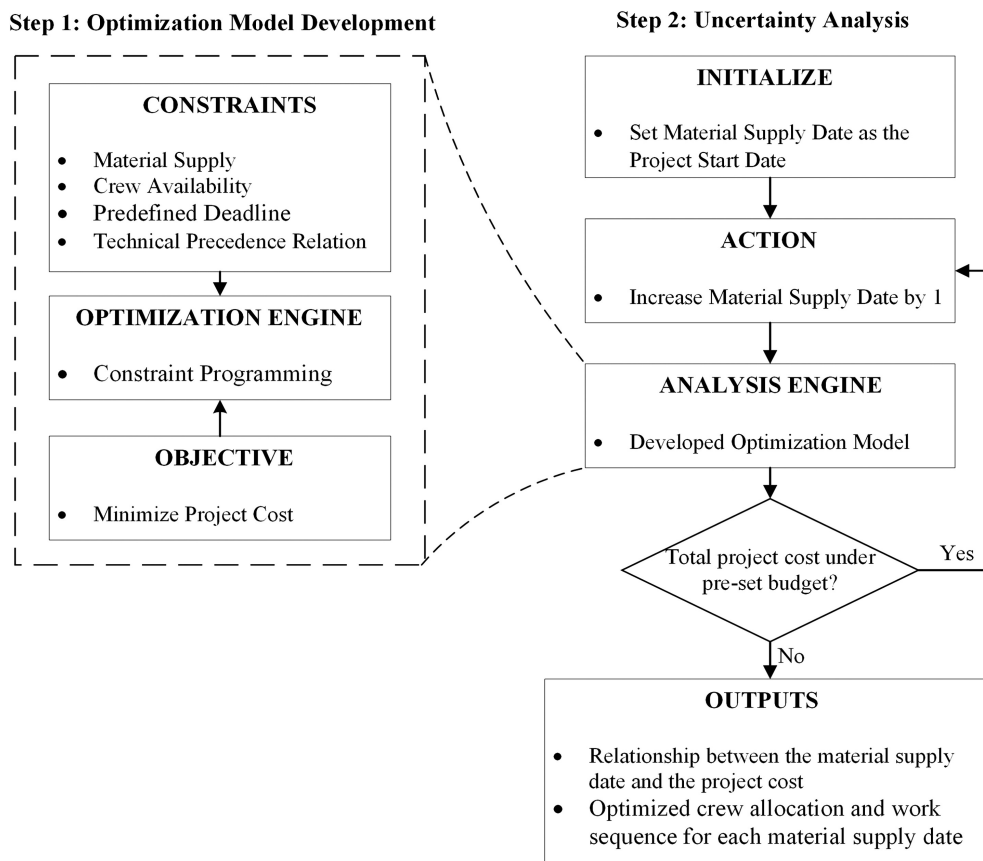 Step 1: Optimization Model Development
CONSTRAINTS
• Material Supply
• Crew Availability
• Predefined Deadline
• Technical Precedence Relation
OPTIMIZATION ENGINE
• Constraint Programming
OBJECTIVE
• Minimize Project Cost
Step 2: Uncertainty Analysis
INITIALIZE
• Set Material Supply Date as the
Project Start Date
ACTION
• Increase Material Supply Date by 1
ANALYSIS ENGINE
• Developed Optimization Model
Total project cost under
pre-set budget?
Yes
No
OUTPUTS
• Relationship between the material supply
date and the project cost
• Optimized crew allocation and work
sequence for each material supply date